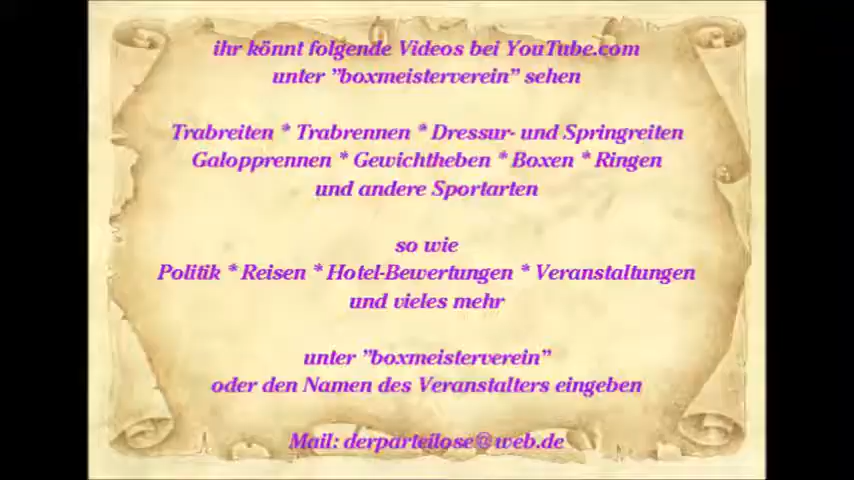 ihr könnt folgende Videos bei YouTube.com
unter "boxmeisterverein" sehen
Trabreiten * Trabrennen * Dressur- und Springreiten
Galopprennen * Gewichtheben * Boxen * Ringen
und andere Sportarten
so wie
Politik * Reisen * Hotel-Bewertungen * Veranstaltungen
und vieles mehr
unter "boxmeisterverein"
oder den Namen des Veranstalters eingeben
Mail: derparteilose@web.de